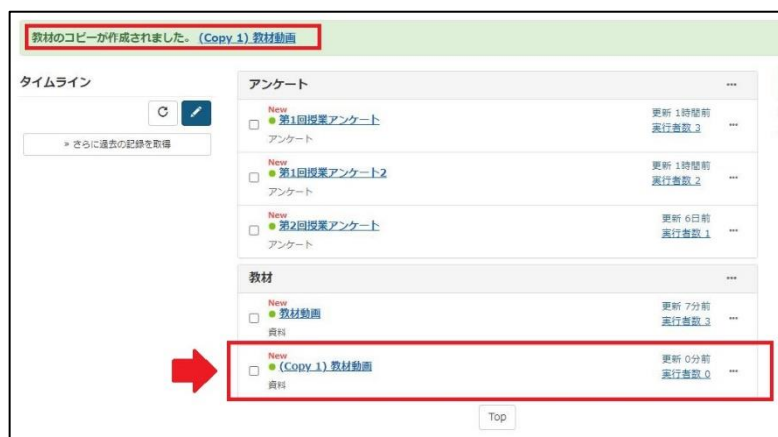 教材のコピーが作成されました。 (Copy 1) 教材動画
タイムライン
» さらに過去の記録を取得
アンケート
New
第1回授業アンケート
アンケート
更新 1時間前
実行者数 3
New
第1回授業アンケート2
アンケート
更新 1時間前
実行者数 2
New
第2回授業アンケート
アンケート
更新 6日前
実行者数 1
教材
New
教材動画
資料
更新 7分前
実行者数 3
New
(Copy 1) 教材動画
資料
更新 0分前
実行者数 0
Top